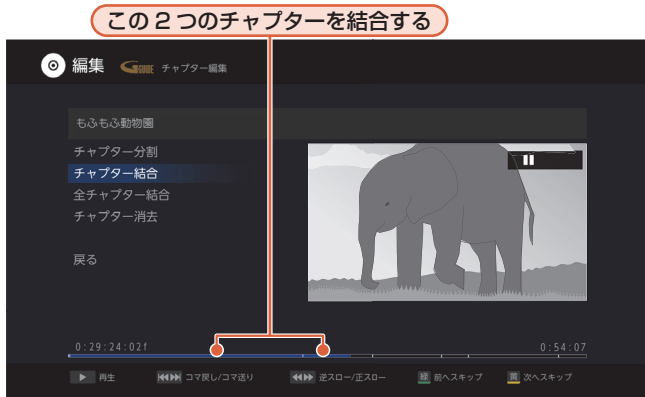 この2つのチャプターを結合する
編集 GGUIDE チャプター編集
もふもふ動物園
チャプター分割
チャプター結合
全チャプター結合
チャプター消去
戻る
0:29:24:02f
0:54:07
再生 コマ戻し/コマ送り 逆スロー/正スロー 緑 前へスキップ 黄 次へスキップ